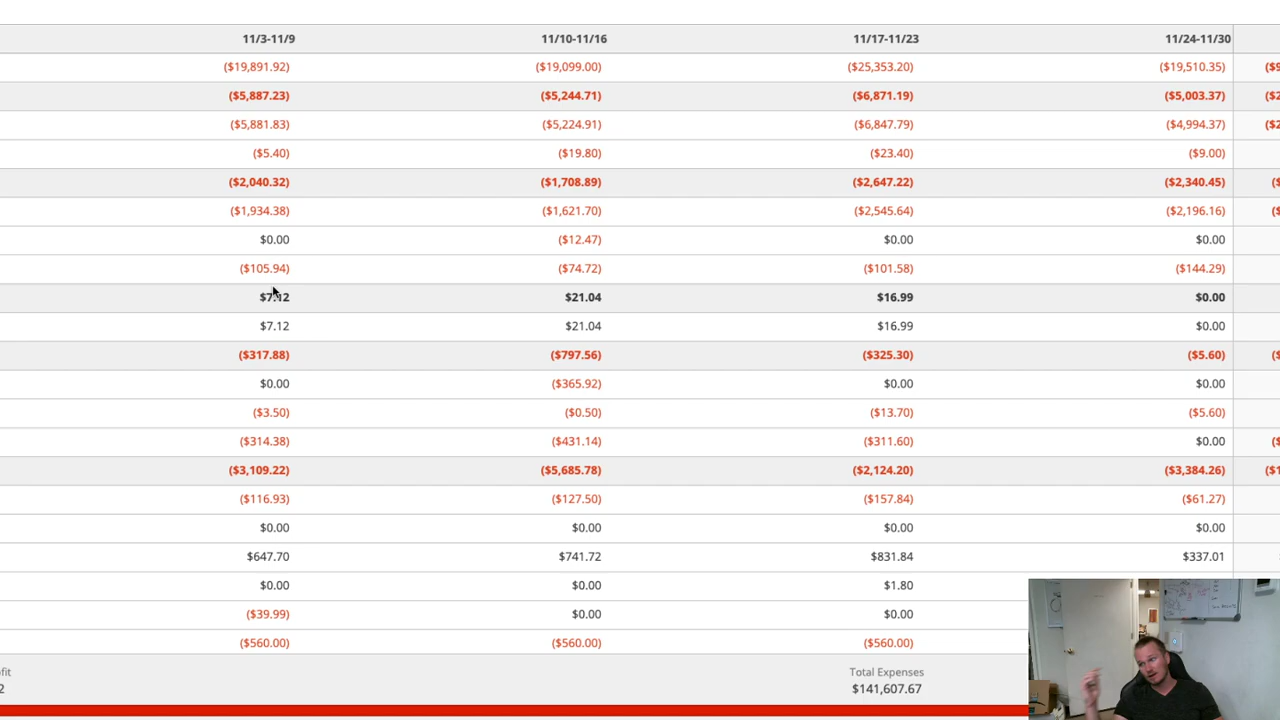 11/3-11/9 11/10-11/16 11/17-11/23 11/24-11/30
($19,891.92) ($19,099.00) ($25,353.20) ($19,510.35) ($9
($5,887.23) ($5,244.71) ($6,871.19) ($5,003.37) ($2
($5,881.83) ($5,224.91) ($6,847.79) ($4,994.37) ($2
($5.40) ($19.80) ($23.40) ($9.00)
($2,040.32) ($1,708.89) ($2,647.22) ($2,340.45) ($
($1,934.38) ($1,621.70) ($2,545.64) ($2,196.16) ($
$0.00 ($12.47) $0.00 $0.00
($105.94) ($74.72) ($101.58) ($144.29)
$7.12 $21.04 $16.99 $0.00
$7.12 $21.04 $16.99 $0.00
($317.88) ($797.56) ($325.30) ($5.60) ($
$0.00 ($365.92) $0.00 $0.00
($3.50) ($0.50) ($13.70) ($5.60)
($314.38) ($431.14) ($311.60) $0.00 ($
($3,109.22) ($5,685.78) ($2,124.20) ($3,384.26) ($1
($116.93) ($127.50) ($157.84) ($61.27)
$0.00 $0.00 $0.00 $0.00
$647.70 $741.72 $831.84 $337.01
$0.00 $0.00 $1.80
($39.99) $0.00 $0.00
($560.00) ($560.00) ($560.00)
fit Total Expenses
2 $141,607.67